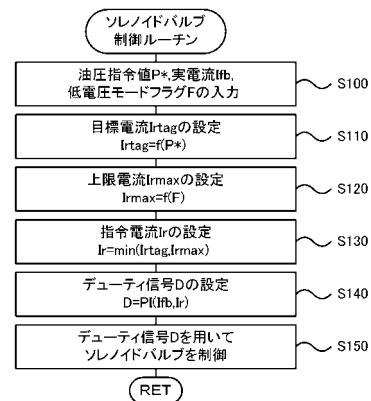 ソレノイドバルブ
制御ルーチン
油圧指令値P*,実電流Ifb,
低電圧モードフラグFの入力
S100
目標電流Irtagの設定
Irtag=f(P*)
S110
上限電流Irmaxの設定
Irmax=f(F)
S120
指令電流Irの設定
Ir=min(Irtag,Irmax)
S130
デューティ信号Dの設定
D=PI(Ifb,Ir)
S140
デューティ信号Dを用いて
ソレノイドバルブを制御
S150
RET